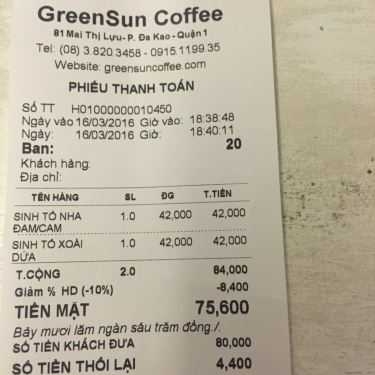 GreenSun Coffee
81 Mai Thị Lựu - P. Đa Kao - Quận 1
Tel: (08) 3.820.3458 - 0915.1199.35
Website: greensuncoffee.com
PHIẾU THANH TOÁN
Số TT H01000000010450
Ngày vào 16/03/2016 Giờ vào: 18:38:48
Ngày: 16/03/2016 Giờ: 18:40:11
Ban: 20
Khách hàng:
Địa chỉ:
TÊN HÀNG SL ĐG T.TIỀN
SINH TỐ NHA 1.0 42,000 42,000
ĐAM/CAM
SINH TỐ XOÀI 1.0 42,000 42,000
DỨA
T.CỘNG 2.0 84,000
Giảm % HD (-10%) -8,400
TIỀN MẶT 75,600
Bảy mươi lăm ngàn sáu trăm đồng./.
SỐ TIỀN KHÁCH ĐƯA 80,000
SỐ TIỀN THỐI LẠI 4,400